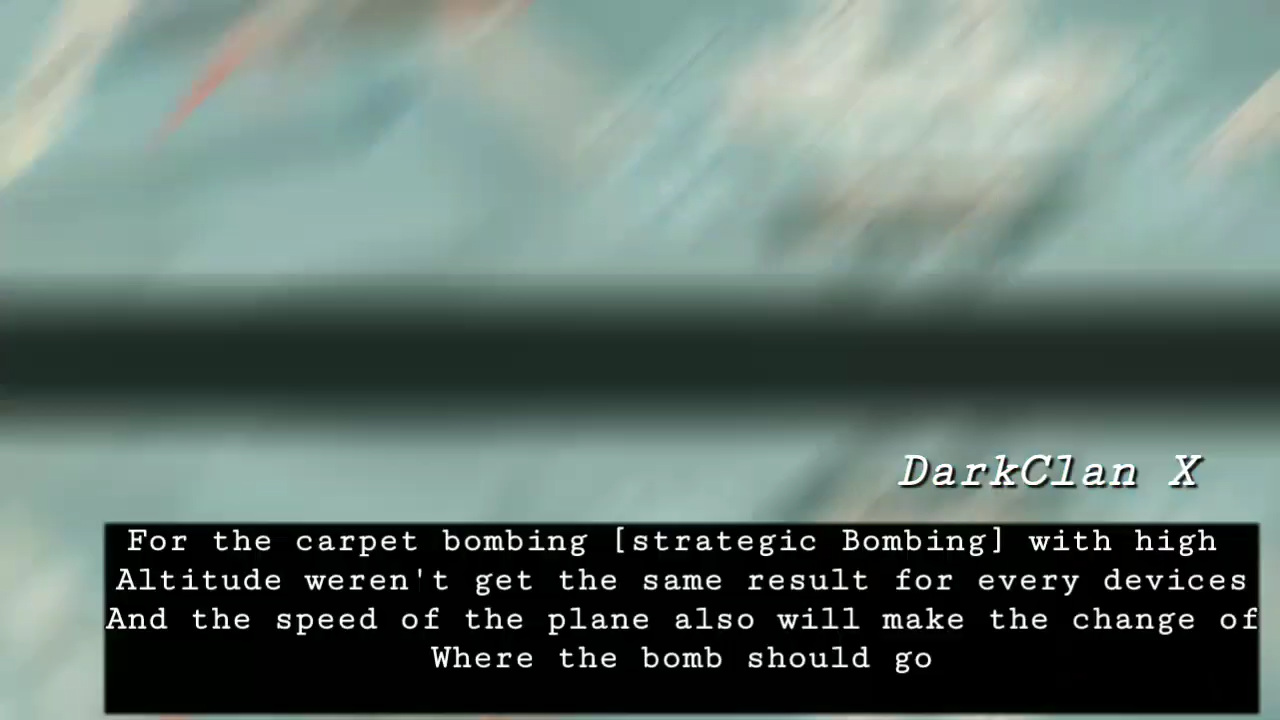 DarkClan X
For the carpet bombing [strategic Bombing] with high
Altitude weren't get the same result for every devices
And the speed of the plane also will make the change of
Where the bomb should go